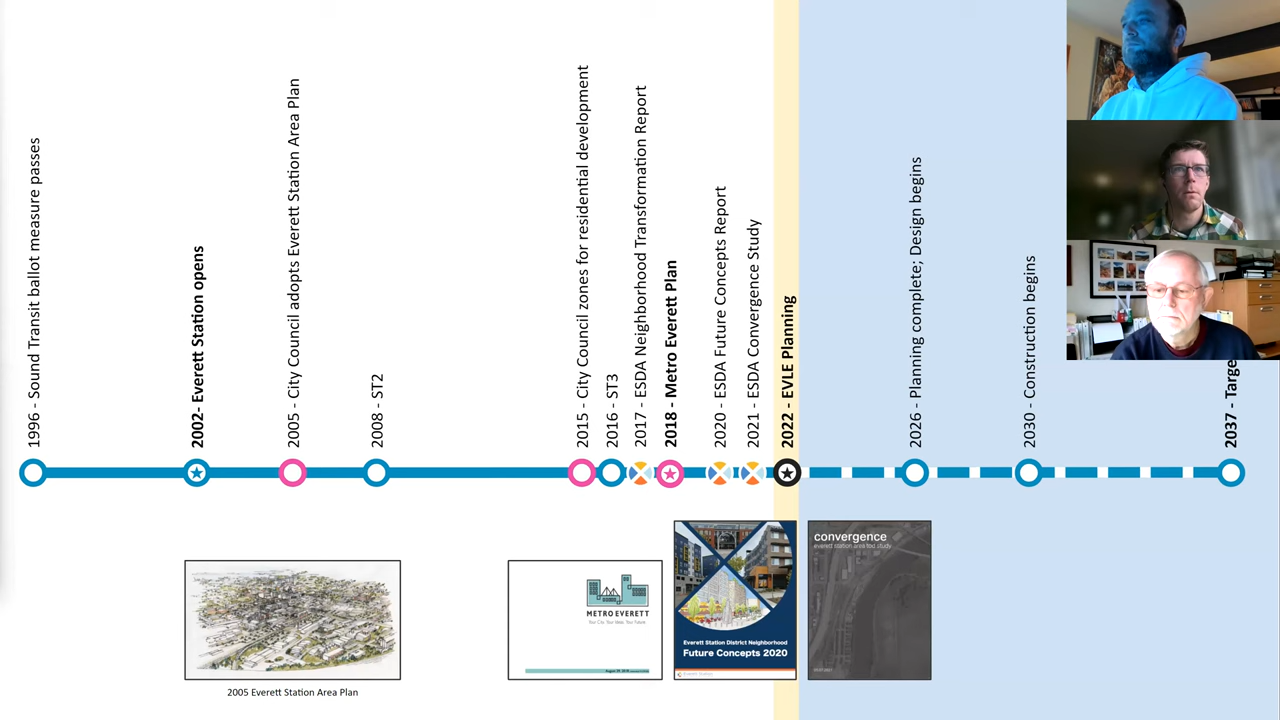 1996 - Sound Transit ballot measure passes
2002- Everett Station opens
2005 - City Council adopts Everett Station Area Plan
2008 - ST2
2015 - City Council zones for residential development
2016 - ST3
2017 - ESDA Neighborhood Transformation Report
2018 - Metro Everett Plan
2020 - ESDA Future Concepts Report
2021 - ESDA Convergence Study
2022 - EVLE Planning
2026 - Planning complete; Design begins
2030 - Construction begins
2037 - Targe
2005 Everett Station Area Plan
METRO EVERETT
Your City. Your Ideas. Your Future.
Everett Station District Neighborhood
Future Concepts 2020
convergence
everett station area tod study